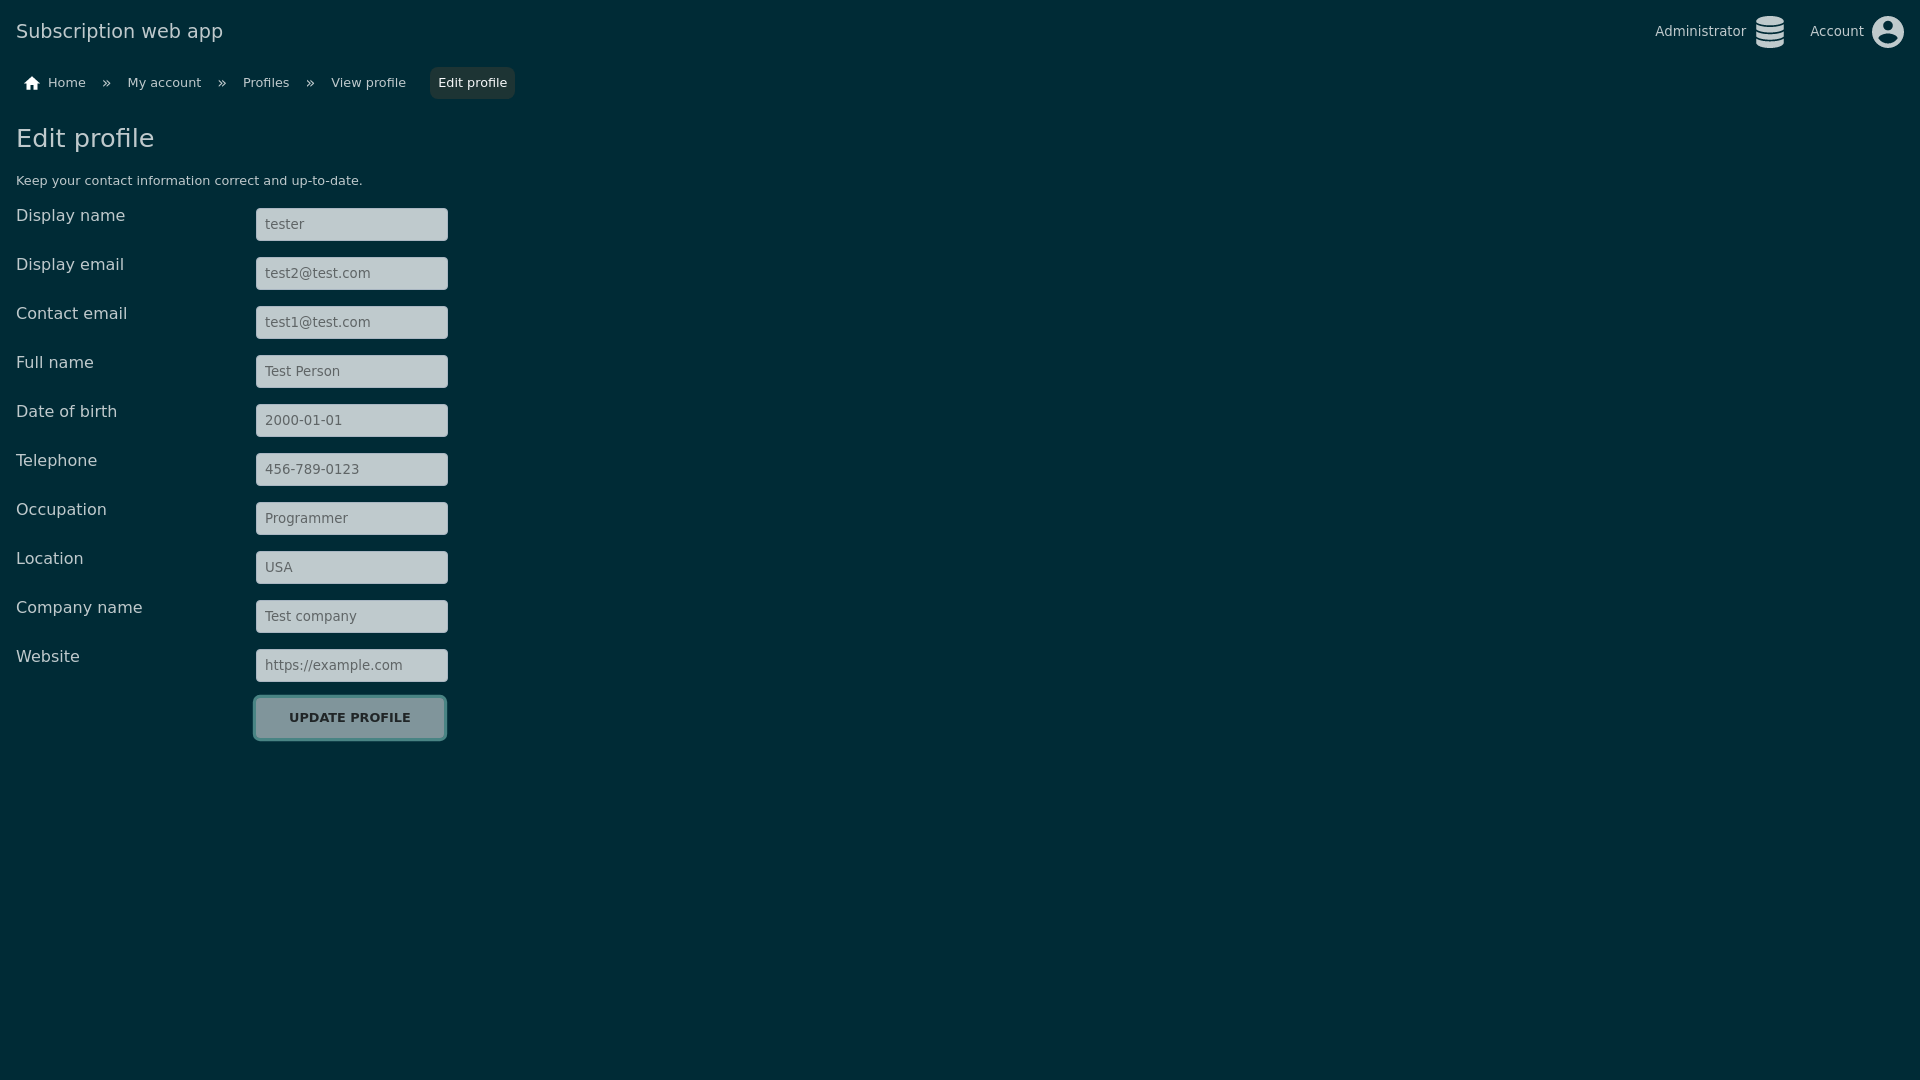 Subscription web app
Administrator
Account
Home » My account » Profiles » View profile Edit profile
Edit profile
Keep your contact information correct and up-to-date.
Display name tester
Display email test2@test.com
Contact email test1@test.com
Full name Test Person
Date of birth 2000-01-01
Telephone 456-789-0123
Occupation Programmer
Location USA
Company name Test company
Website https://example.com
UPDATE PROFILE